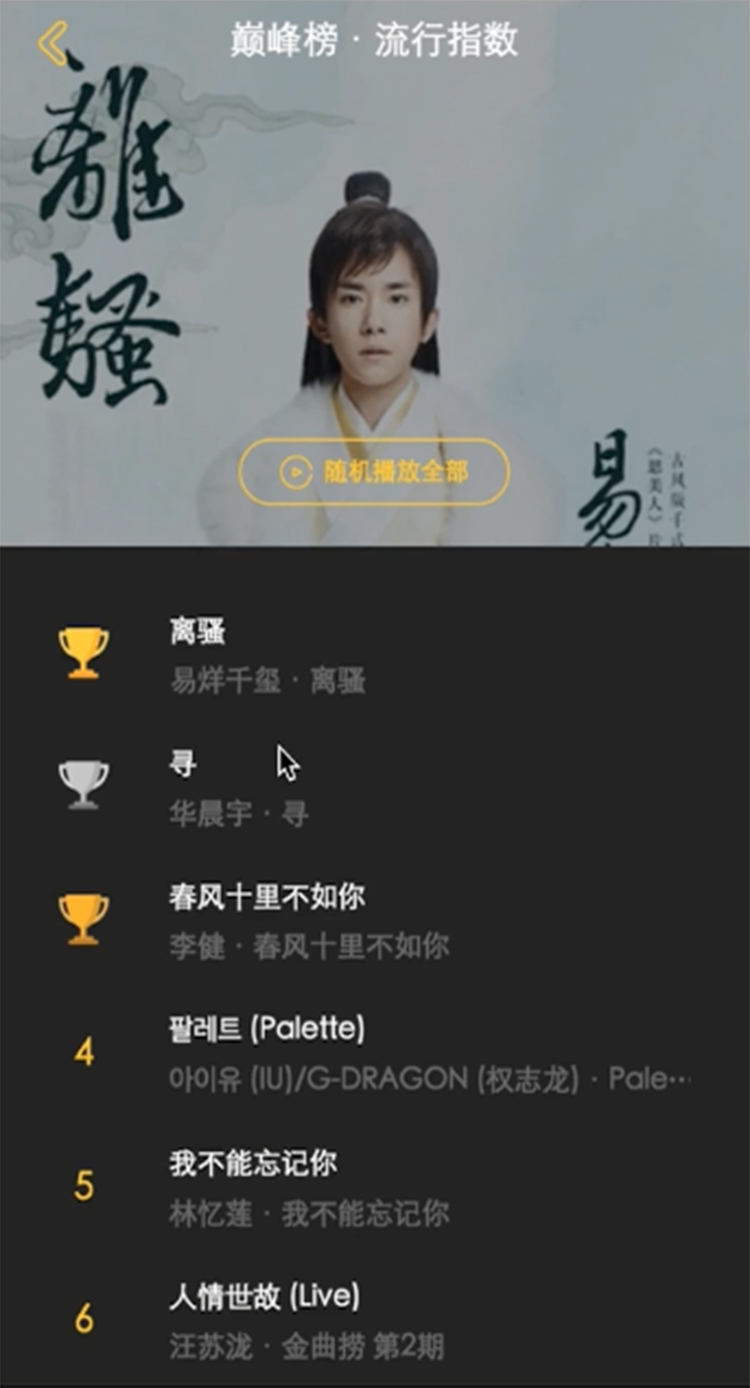 巅峰榜 · 流行指数
離
騷
易
古风版千
《思美人》片
随机播放全部
离骚
易烊千玺 · 离骚
寻
华晨宇 · 寻
春风十里不如你
李健 · 春风十里不如你
4
팔레트 (Palette)
아이유 (IU)/G-DRAGON (权志龙) · Pale···
5
我不能忘记你
林忆莲 · 我不能忘记你
6
人情世故 (Live)
汪苏泷 · 金曲捞 第2期